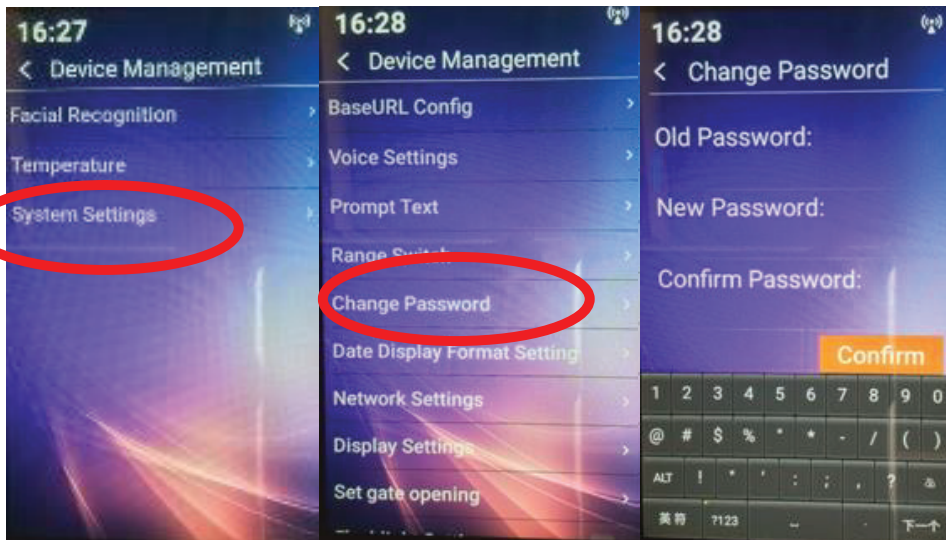 16:27
Device Management
Facial Recognition
Temperature
System Settings
16:28
Device Management
BaseURL Config
Voice Settings
Prompt Text
Range Switch
Change Password
Date Display Format Setting
Network Settings
Display Settings
Set gate opening
16:28
Change Password
Old Password:
New Password:
Confirm Password:
Confirm
1 2 3 4 5 6 7 8 9 0
@ # $ % - / ( )
ALT ! : ; , ?
英符 ?123 下一个